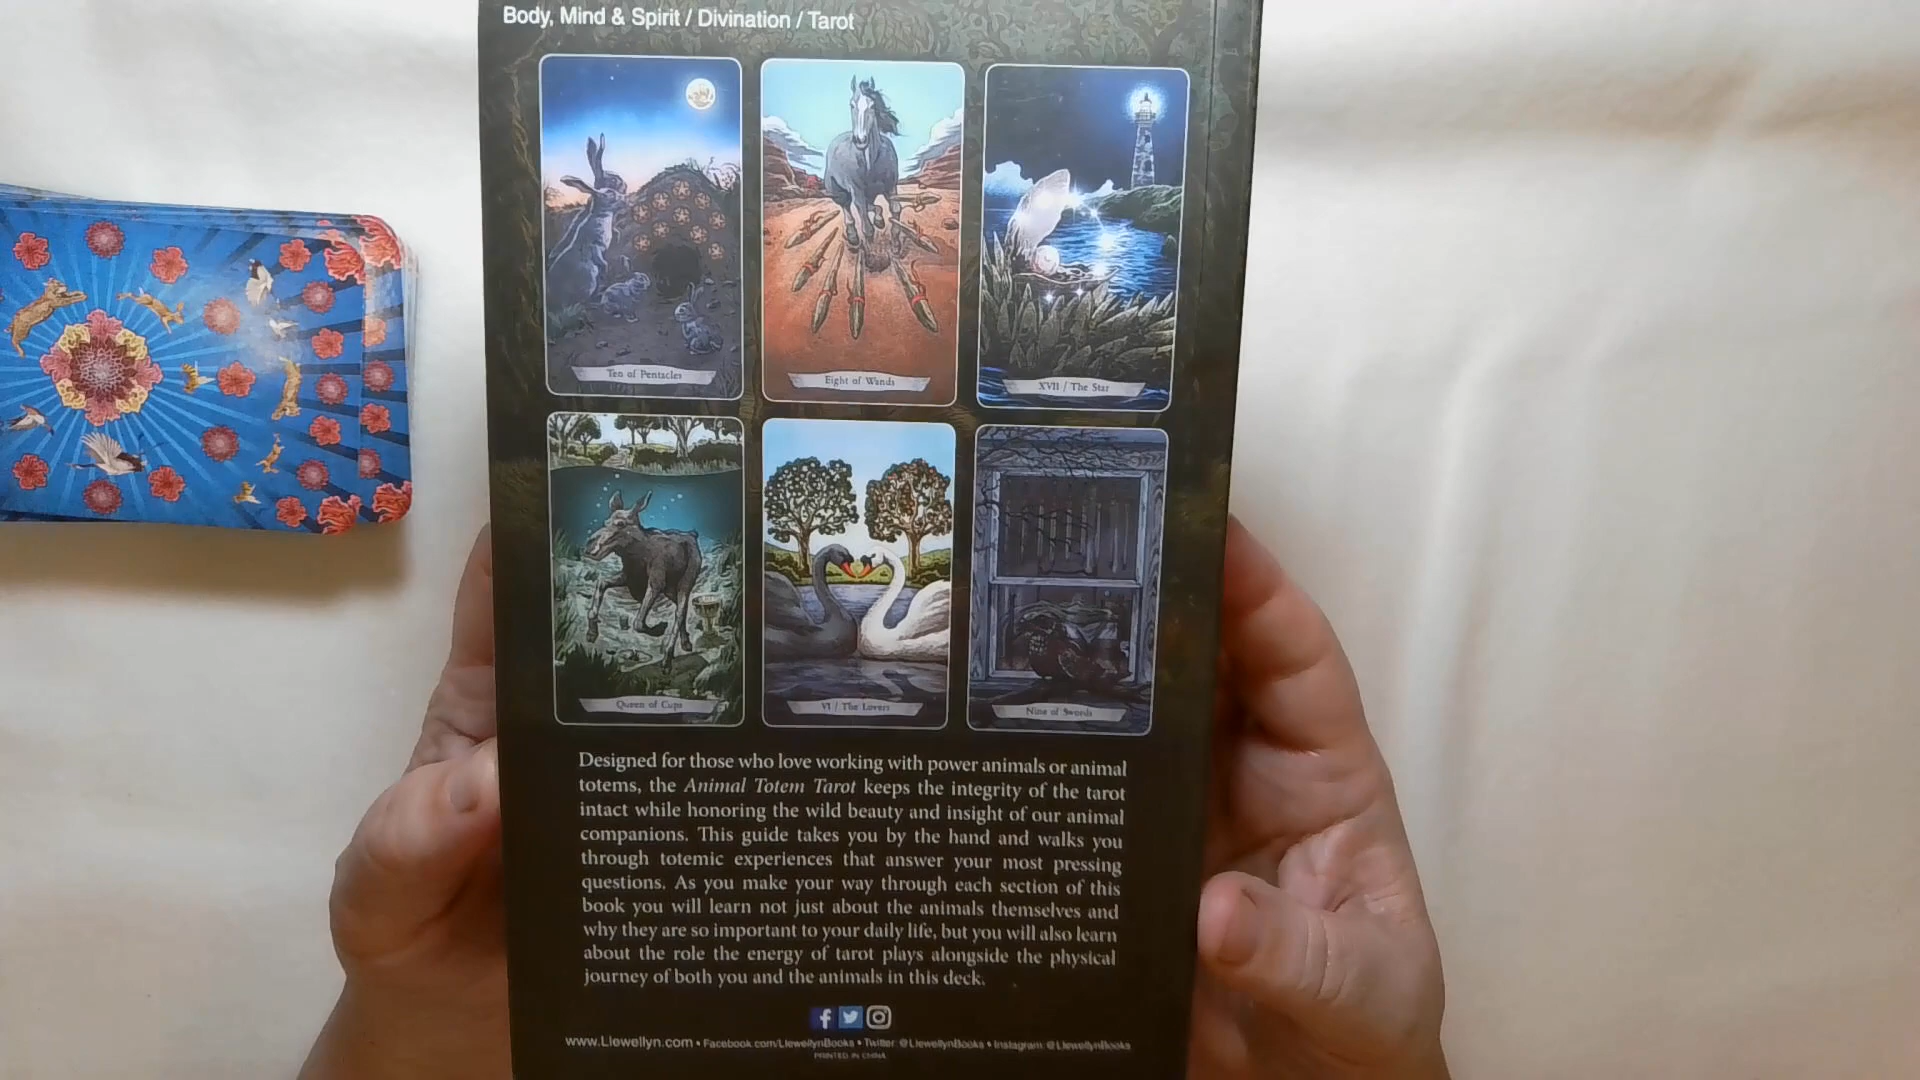 Body, Mind & Spirit / Divination / Tarot
Ten of Pentacles
Eight of Wands
XVII / The Star
Queen of Cups
VI / The Lovers
Nine of Swords
Designed for those who love working with power animals or animal
totems, the Animal Totem Tarot keeps the integrity of the tarot
intact while honoring the wild beauty and insight of our animal
companions. This guide takes you by the hand and walks you
through totemic experiences that answer your most pressing
questions. As you make your way through each section of this
book you will learn not just about the animals themselves and
why they are so important to your daily life, but you will also learn
about the role the energy of tarot plays alongside the physical
journey of both you and the animals in this deck.
www.Llewellyn.com • Facebook.com/LlewellynBooks • Twitter @LlewellynBooks • Instagram @LlewellynBooks
PRINTED IN CHINA